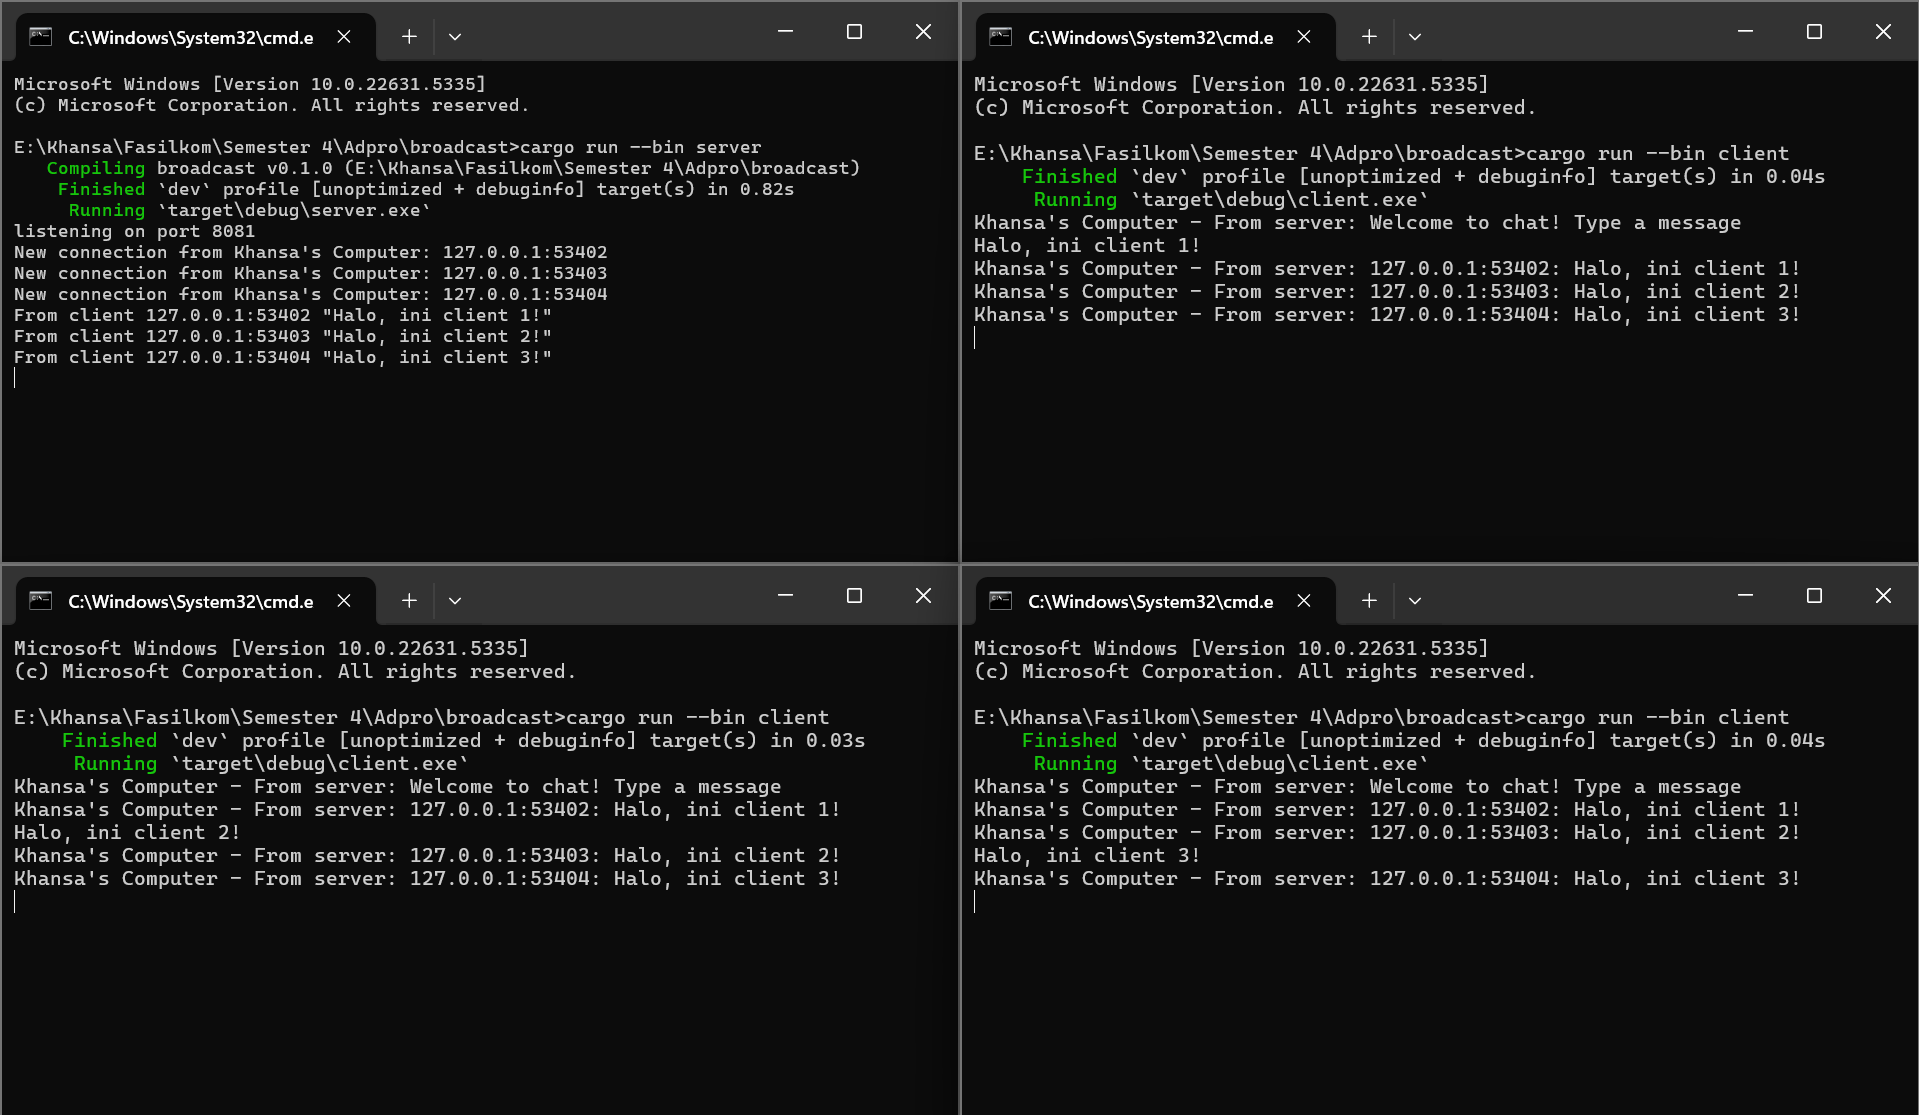 C:\Windows\System32\cmd.e
Microsoft Windows [Version 10.0.22631.5335]
(c) Microsoft Corporation. All rights reserved.
E:\Khansa\Fasilkom\Semester 4\Adpro\broadcast>cargo run --bin server
Compiling broadcast v0.1.0 (E:\Khansa\Fasilkom\Semester 4\Adpro\broadcast)
Finished `dev` profile [unoptimized + debuginfo] target(s) in 0.82s
Running `target\debug\server.exe`
listening on port 8081
New connection from Khansa's Computer: 127.0.0.1:53402
New connection from Khansa's Computer: 127.0.0.1:53403
New connection from Khansa's Computer: 127.0.0.1:53404
From client 127.0.0.1:53402 "Halo, ini client 1!"
From client 127.0.0.1:53403 "Halo, ini client 2!"
From client 127.0.0.1:53404 "Halo, ini client 3!"
C:\Windows\System32\cmd.e
Microsoft Windows [Version 10.0.22631.5335]
(c) Microsoft Corporation. All rights reserved.
E:\Khansa\Fasilkom\Semester 4\Adpro\broadcast>cargo run --bin client
Finished `dev` profile [unoptimized + debuginfo] target(s) in 0.04s
Running `target\debug\client.exe`
Khansa's Computer - From server: Welcome to chat! Type a message
Halo, ini client 1!
Khansa's Computer - From server: 127.0.0.1:53402: Halo, ini client 1!
Khansa's Computer - From server: 127.0.0.1:53403: Halo, ini client 2!
Khansa's Computer - From server: 127.0.0.1:53404: Halo, ini client 3!
C:\Windows\System32\cmd.e
Microsoft Windows [Version 10.0.22631.5335]
(c) Microsoft Corporation. All rights reserved.
E:\Khansa\Fasilkom\Semester 4\Adpro\broadcast>cargo run --bin client
Finished `dev` profile [unoptimized + debuginfo] target(s) in 0.03s
Running `target\debug\client.exe`
Khansa's Computer - From server: Welcome to chat! Type a message
Khansa's Computer - From server: 127.0.0.1:53402: Halo, ini client 1!
Halo, ini client 2!
Khansa's Computer - From server: 127.0.0.1:53403: Halo, ini client 2!
Khansa's Computer - From server: 127.0.0.1:53404: Halo, ini client 3!
C:\Windows\System32\cmd.e
Microsoft Windows [Version 10.0.22631.5335]
(c) Microsoft Corporation. All rights reserved.
E:\Khansa\Fasilkom\Semester 4\Adpro\broadcast>cargo run --bin client
Finished `dev` profile [unoptimized + debuginfo] target(s) in 0.04s
Running `target\debug\client.exe`
Khansa's Computer - From server: Welcome to chat! Type a message
Khansa's Computer - From server: 127.0.0.1:53402: Halo, ini client 1!
Khansa's Computer - From server: 127.0.0.1:53403: Halo, ini client 2!
Halo, ini client 3!
Khansa's Computer - From server: 127.0.0.1:53404: Halo, ini client 3!